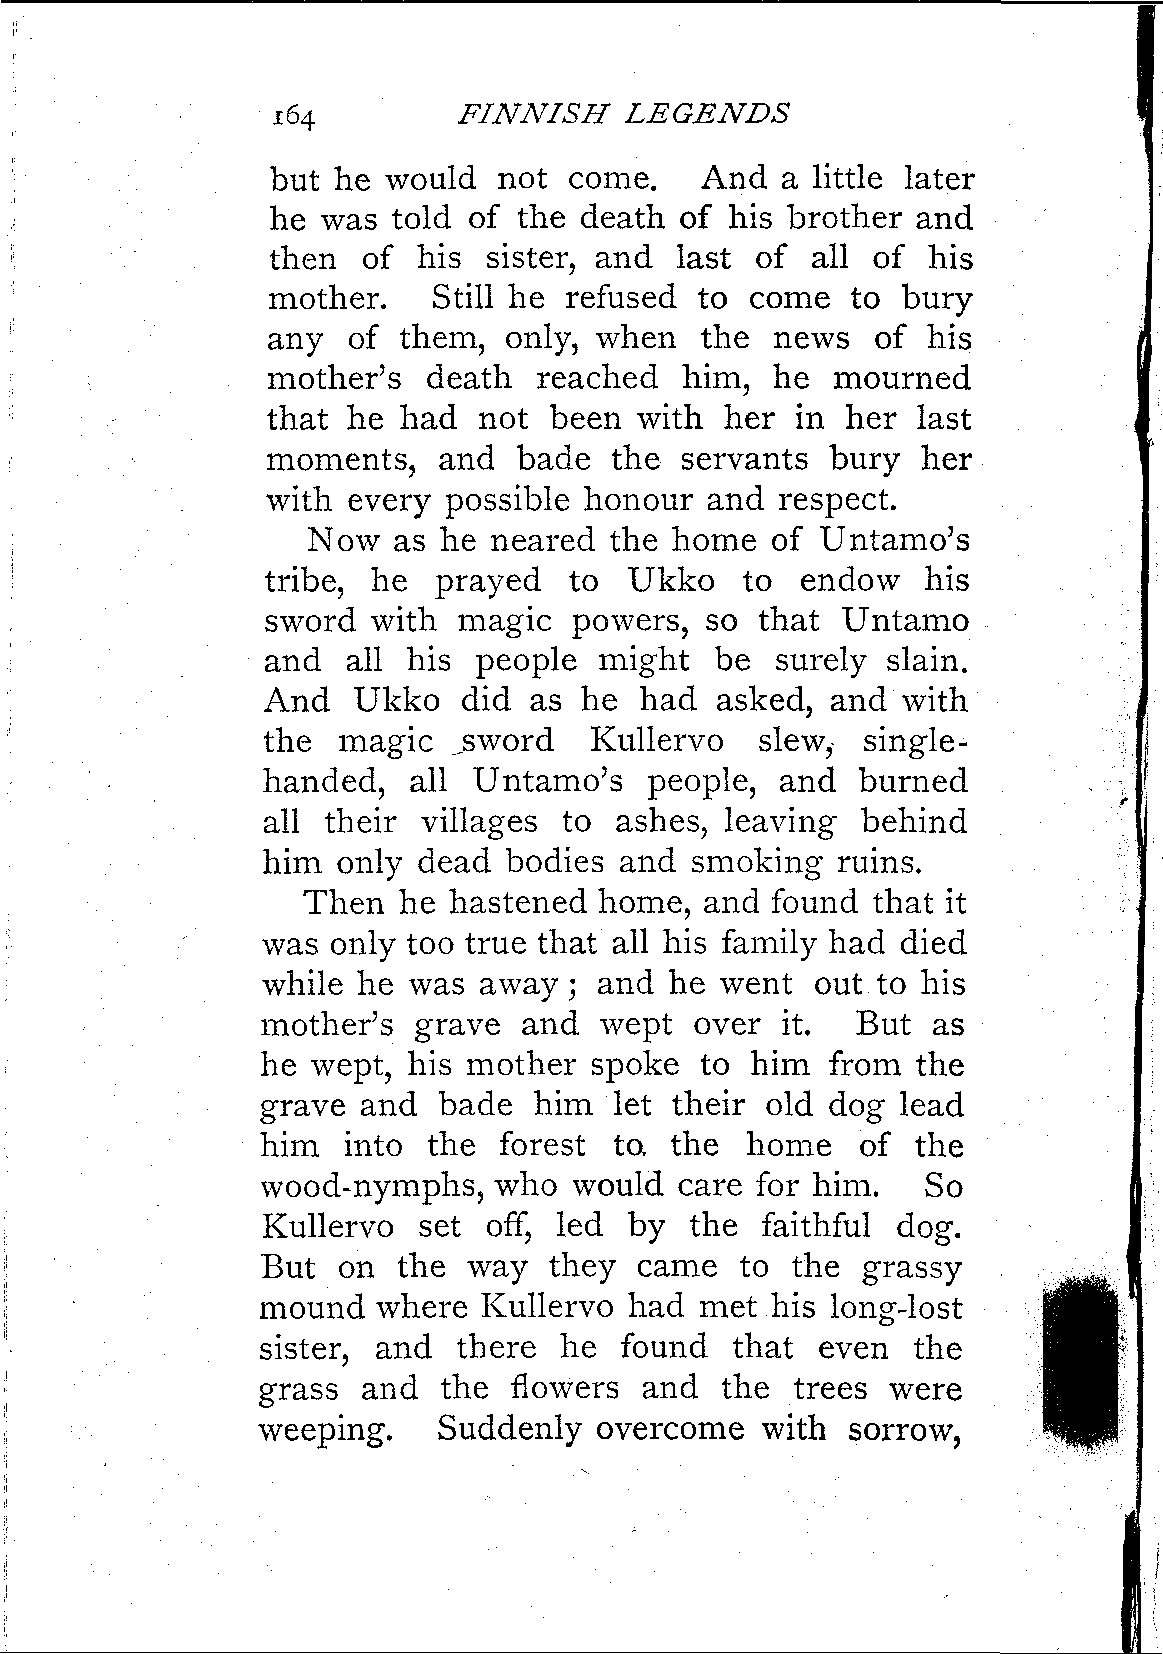 164 FINNISH LEGENDS
but he would not come. And a little later
he was told of the death of his brother and
then of his sister, and last of all of his
mother. Still he refused to come to bury
any of them, only, when the news of his
mother's death reached him, he mourned
that he had not been with her in her last
moments, and bade the servants bury her
with every possible honour and respect.
Now as he neared the home of Untamo's
tribe, he prayed to Ukko to endow his
sword with magic powers, so that Untamo
and all his people might be surely slain.
And Ukko did as he had asked, and with
the magic sword Kullervo slew, single-
handed, all Untamo's people, and burned
all their villages to ashes, leaving behind
him only dead bodies and smoking ruins.
Then he hastened home, and found that it
was only too true that all his family had died
while he was away; and he went out to his
mother's grave and wept over it. But as
he wept, his mother spoke to him from the
grave and bade him let their old dog lead
him into the forest to the home of the
wood-nymphs, who would care for him. So
Kullervo set off, led by the faithful dog.
But on the way they came to the grassy
mound where Kullervo had met his long-lost
sister, and there he found that even the
grass and the flowers and the trees were
weeping. Suddenly overcome with sorrow,